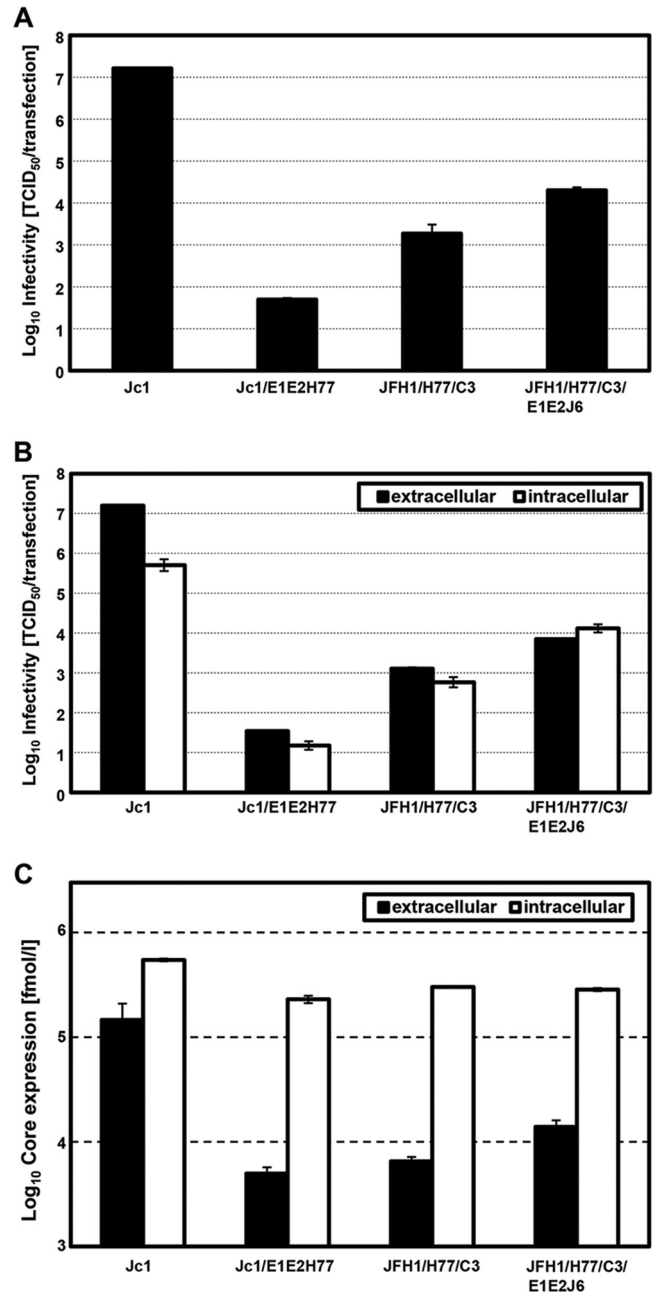 A
Log10 Infectivity [TCID50/transfection]
8
7
6
5
4
3
2
1
0
Jc1
Jc1/E1E2H77
JFH1/H77/C3
JFH1/H77/C3/
E1E2J6
B
Log10 Infectivity [TCID50/transfection]
8
7
6
5
4
3
2
1
0
extracellular
intracellular
Jc1
Jc1/E1E2H77
JFH1/H77/C3
JFH1/H77/C3/
E1E2J6
C
Log10 Core expression [fmol/l]
6
5
4
3
extracellular
intracellular
Jc1
Jc1/E1E2H77
JFH1/H77/C3
JFH1/H77/C3/
E1E2J6